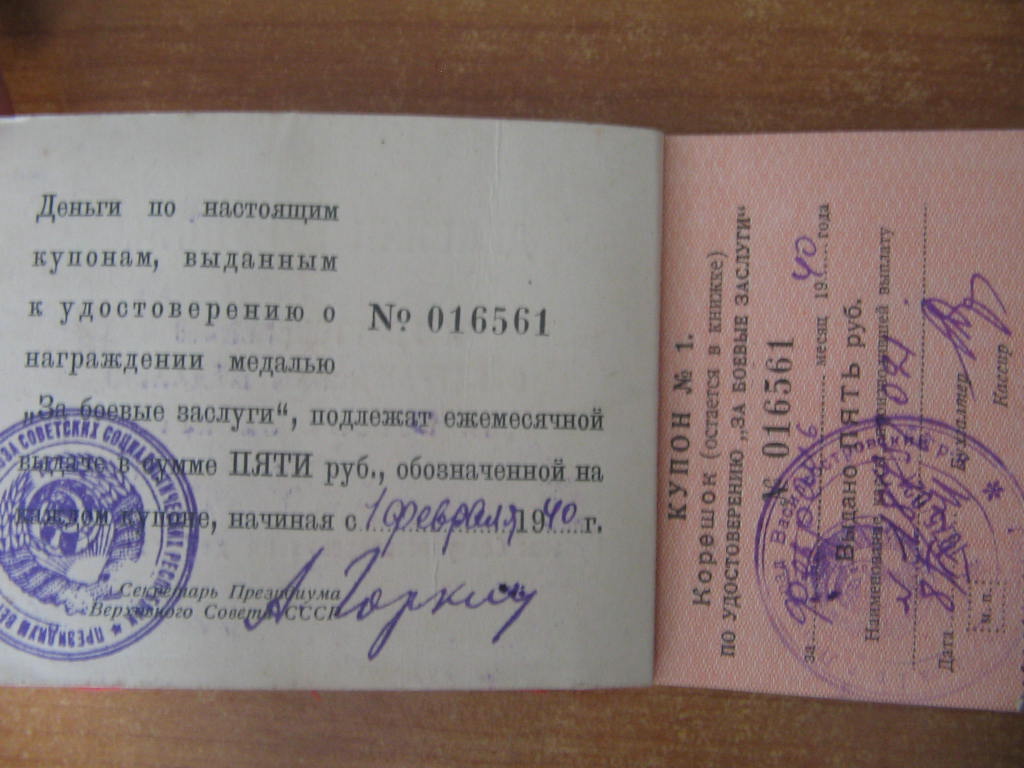 Деньги по настоящим
купонам, выданным
к удостоверению о
№ 016561
награждении медалью
„За боевые заслуги“, подлежат ежемесячной
выдаче в сумме ПЯТИ руб., обозначенной на
каждом купоне, начиная с 1 февраля 1940 г.
Секретарь Президиума
Верховного Совета СССР
А Горкин
КУПОН № 1.
Корешок (остается в книжке)
ПО УДОСТОВЕРЕНИЮ „ЗА БОЕВЫЕ ЗАСЛУГИ“
№ 016561
за февраль месяц 1940 года
Выдано ПЯТЬ руб.
Наименование производящей выплату
Дата
Бухгалтер
М. П.
Кассир